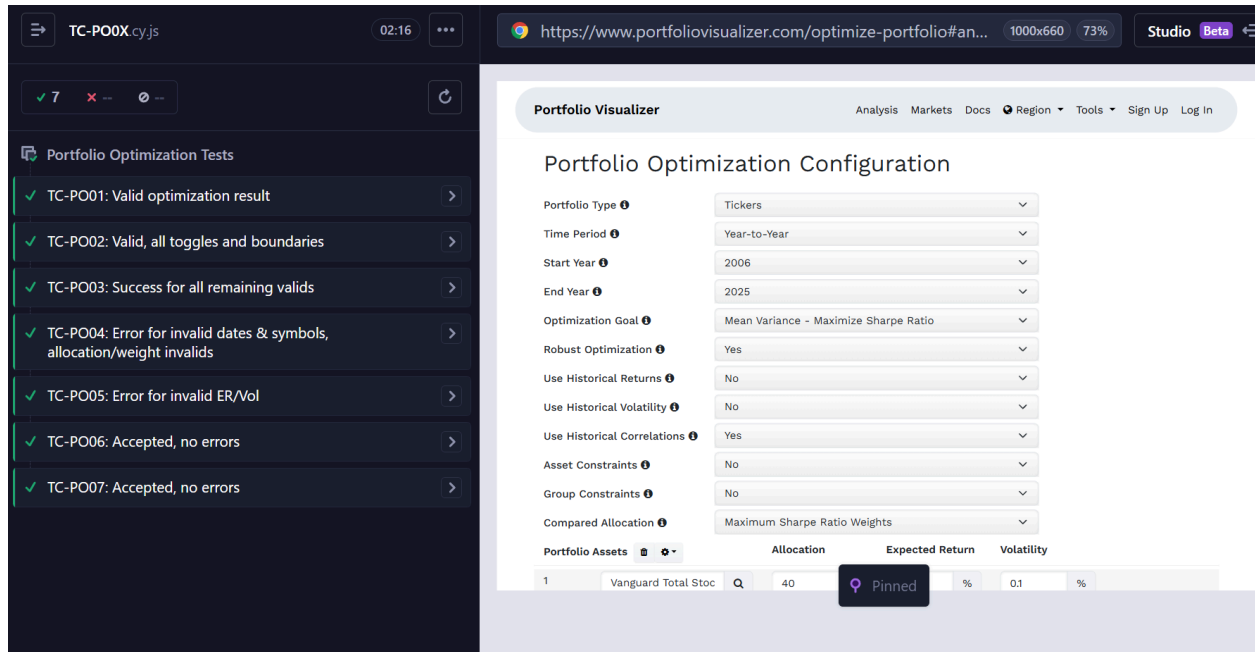 TC-PO0X.cy.js 02:16
7 -- --
Portfolio Optimization Tests
TC-PO01: Valid optimization result
TC-PO02: Valid, all toggles and boundaries
TC-PO03: Success for all remaining valids
TC-PO04: Error for invalid dates & symbols,
allocation/weight invalids
TC-PO05: Error for invalid ER/Vol
TC-PO06: Accepted, no errors
TC-PO07: Accepted, no errors
https://www.portfoliovisualizer.com/optimize-portfolio#an... 1000x660 73% Studio Beta
Portfolio Visualizer Analysis Markets Docs Region Tools Sign Up Log In
Portfolio Optimization Configuration
Portfolio Type Tickers
Time Period Year-to-Year
Start Year 2006
End Year 2025
Optimization Goal Mean Variance - Maximize Sharpe Ratio
Robust Optimization Yes
Use Historical Returns No
Use Historical Volatility No
Use Historical Correlations Yes
Asset Constraints No
Group Constraints No
Compared Allocation Maximum Sharpe Ratio Weights
Portfolio Assets Allocation Expected Return Volatility
1 Vanguard Total Stoc 40 % 0.1 %
Pinned